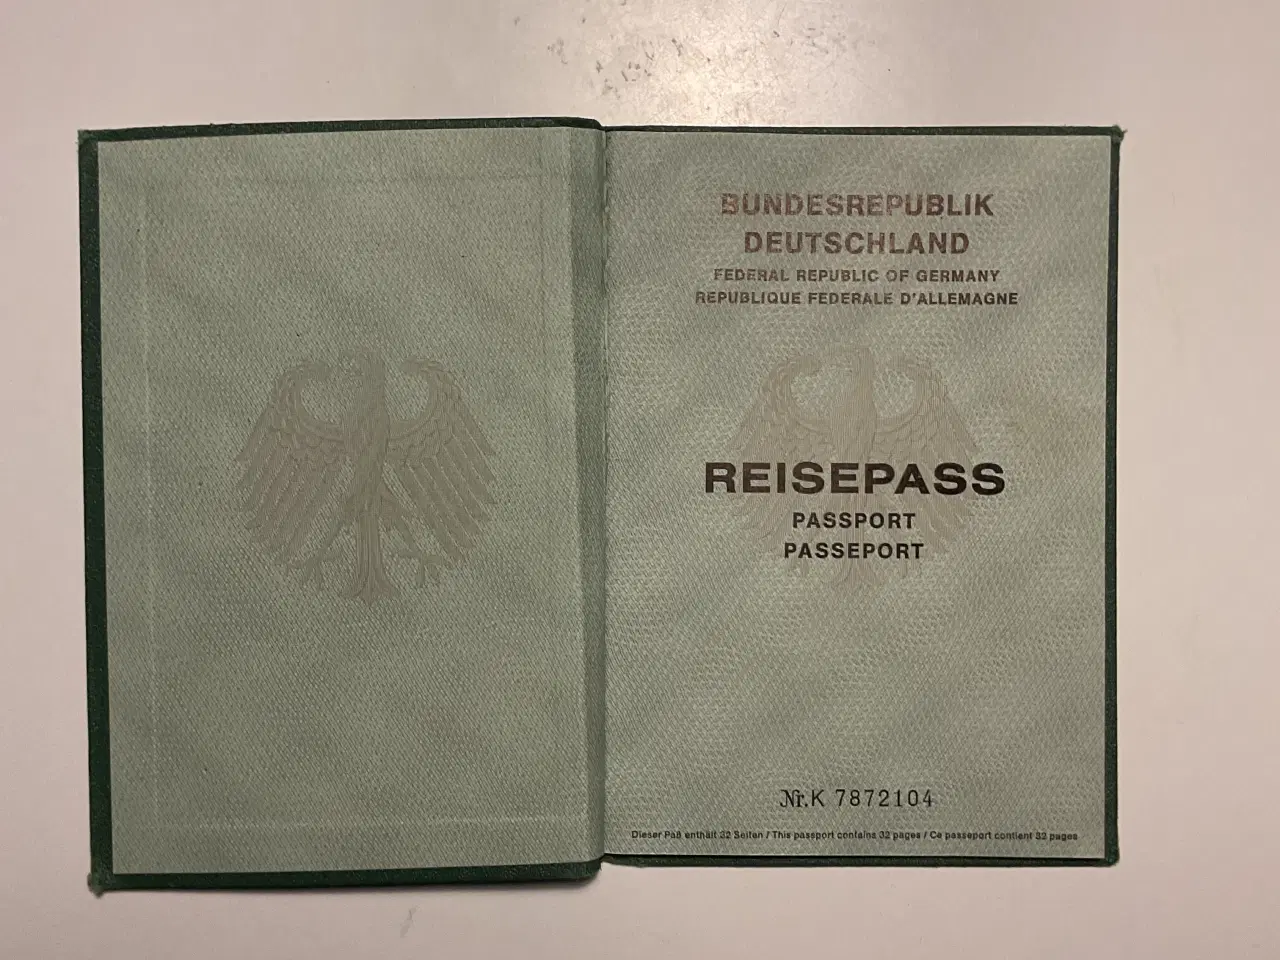 BUNDESREPUBLIK
DEUTSCHLAND
FEDERAL REPUBLIC OF GERMANY
REPUBLIQUE FEDERALE D'ALLEMAGNE
REISEPASS
PASSPORT
PASSEPORT
Nr. K 7872104
Dieser Paß enthält 32 Seiten / This passport contains 32 pages / Ce passeport contient 32 pages